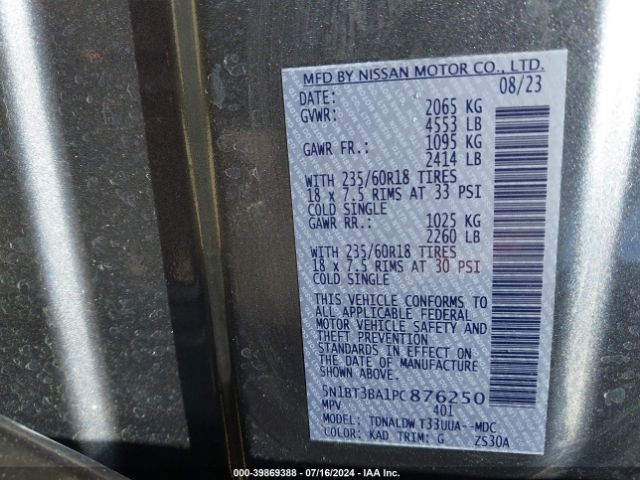 MFD BY NISSAN MOTOR CO., LTD.
DATE: 08/23
GVWR: 2065 KG
4553 LB
GAWR FR.: 1095 KG
2414 LB
WITH 235/60R18 TIRES
18 x 7.5 RIMS AT 33 PSI
COLD SINGLE
GAWR RR.: 1025 KG
2260 LB
WITH 235/60R18 TIRES
18 x 7.5 RIMS AT 30 PSI
COLD SINGLE
THIS VEHICLE CONFORMS TO
ALL APPLICABLE FEDERAL
MOTOR VEHICLE SAFETY AND
THEFT PREVENTION
STANDARDS IN EFFECT ON
THE DATE OF MANUFACTURE
SHOWN ABOVE.
5N1BT3BA1PC876250
MPV 401
MODEL: TDNALDW T33UUA--MDC
COLOR: KAD TRIM: G ZS30A
000-39869388 | 07/16/2024 | IAA Inc.